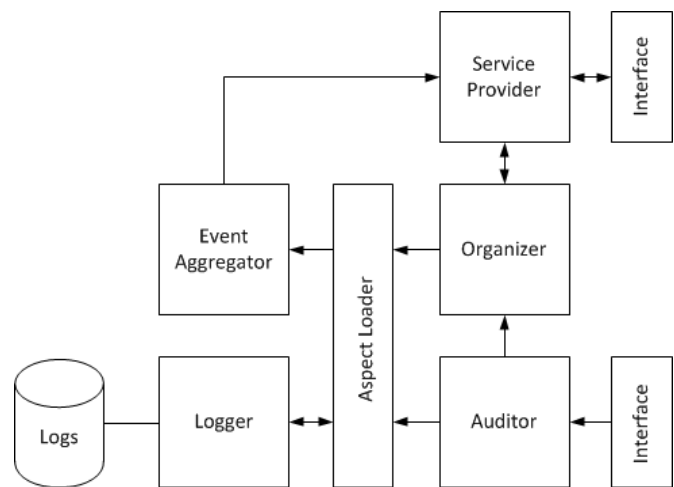 Service
Provider
Interface
Event
Aggregator
Aspect Loader
Organizer
Logs
Logger
Auditor
Interface